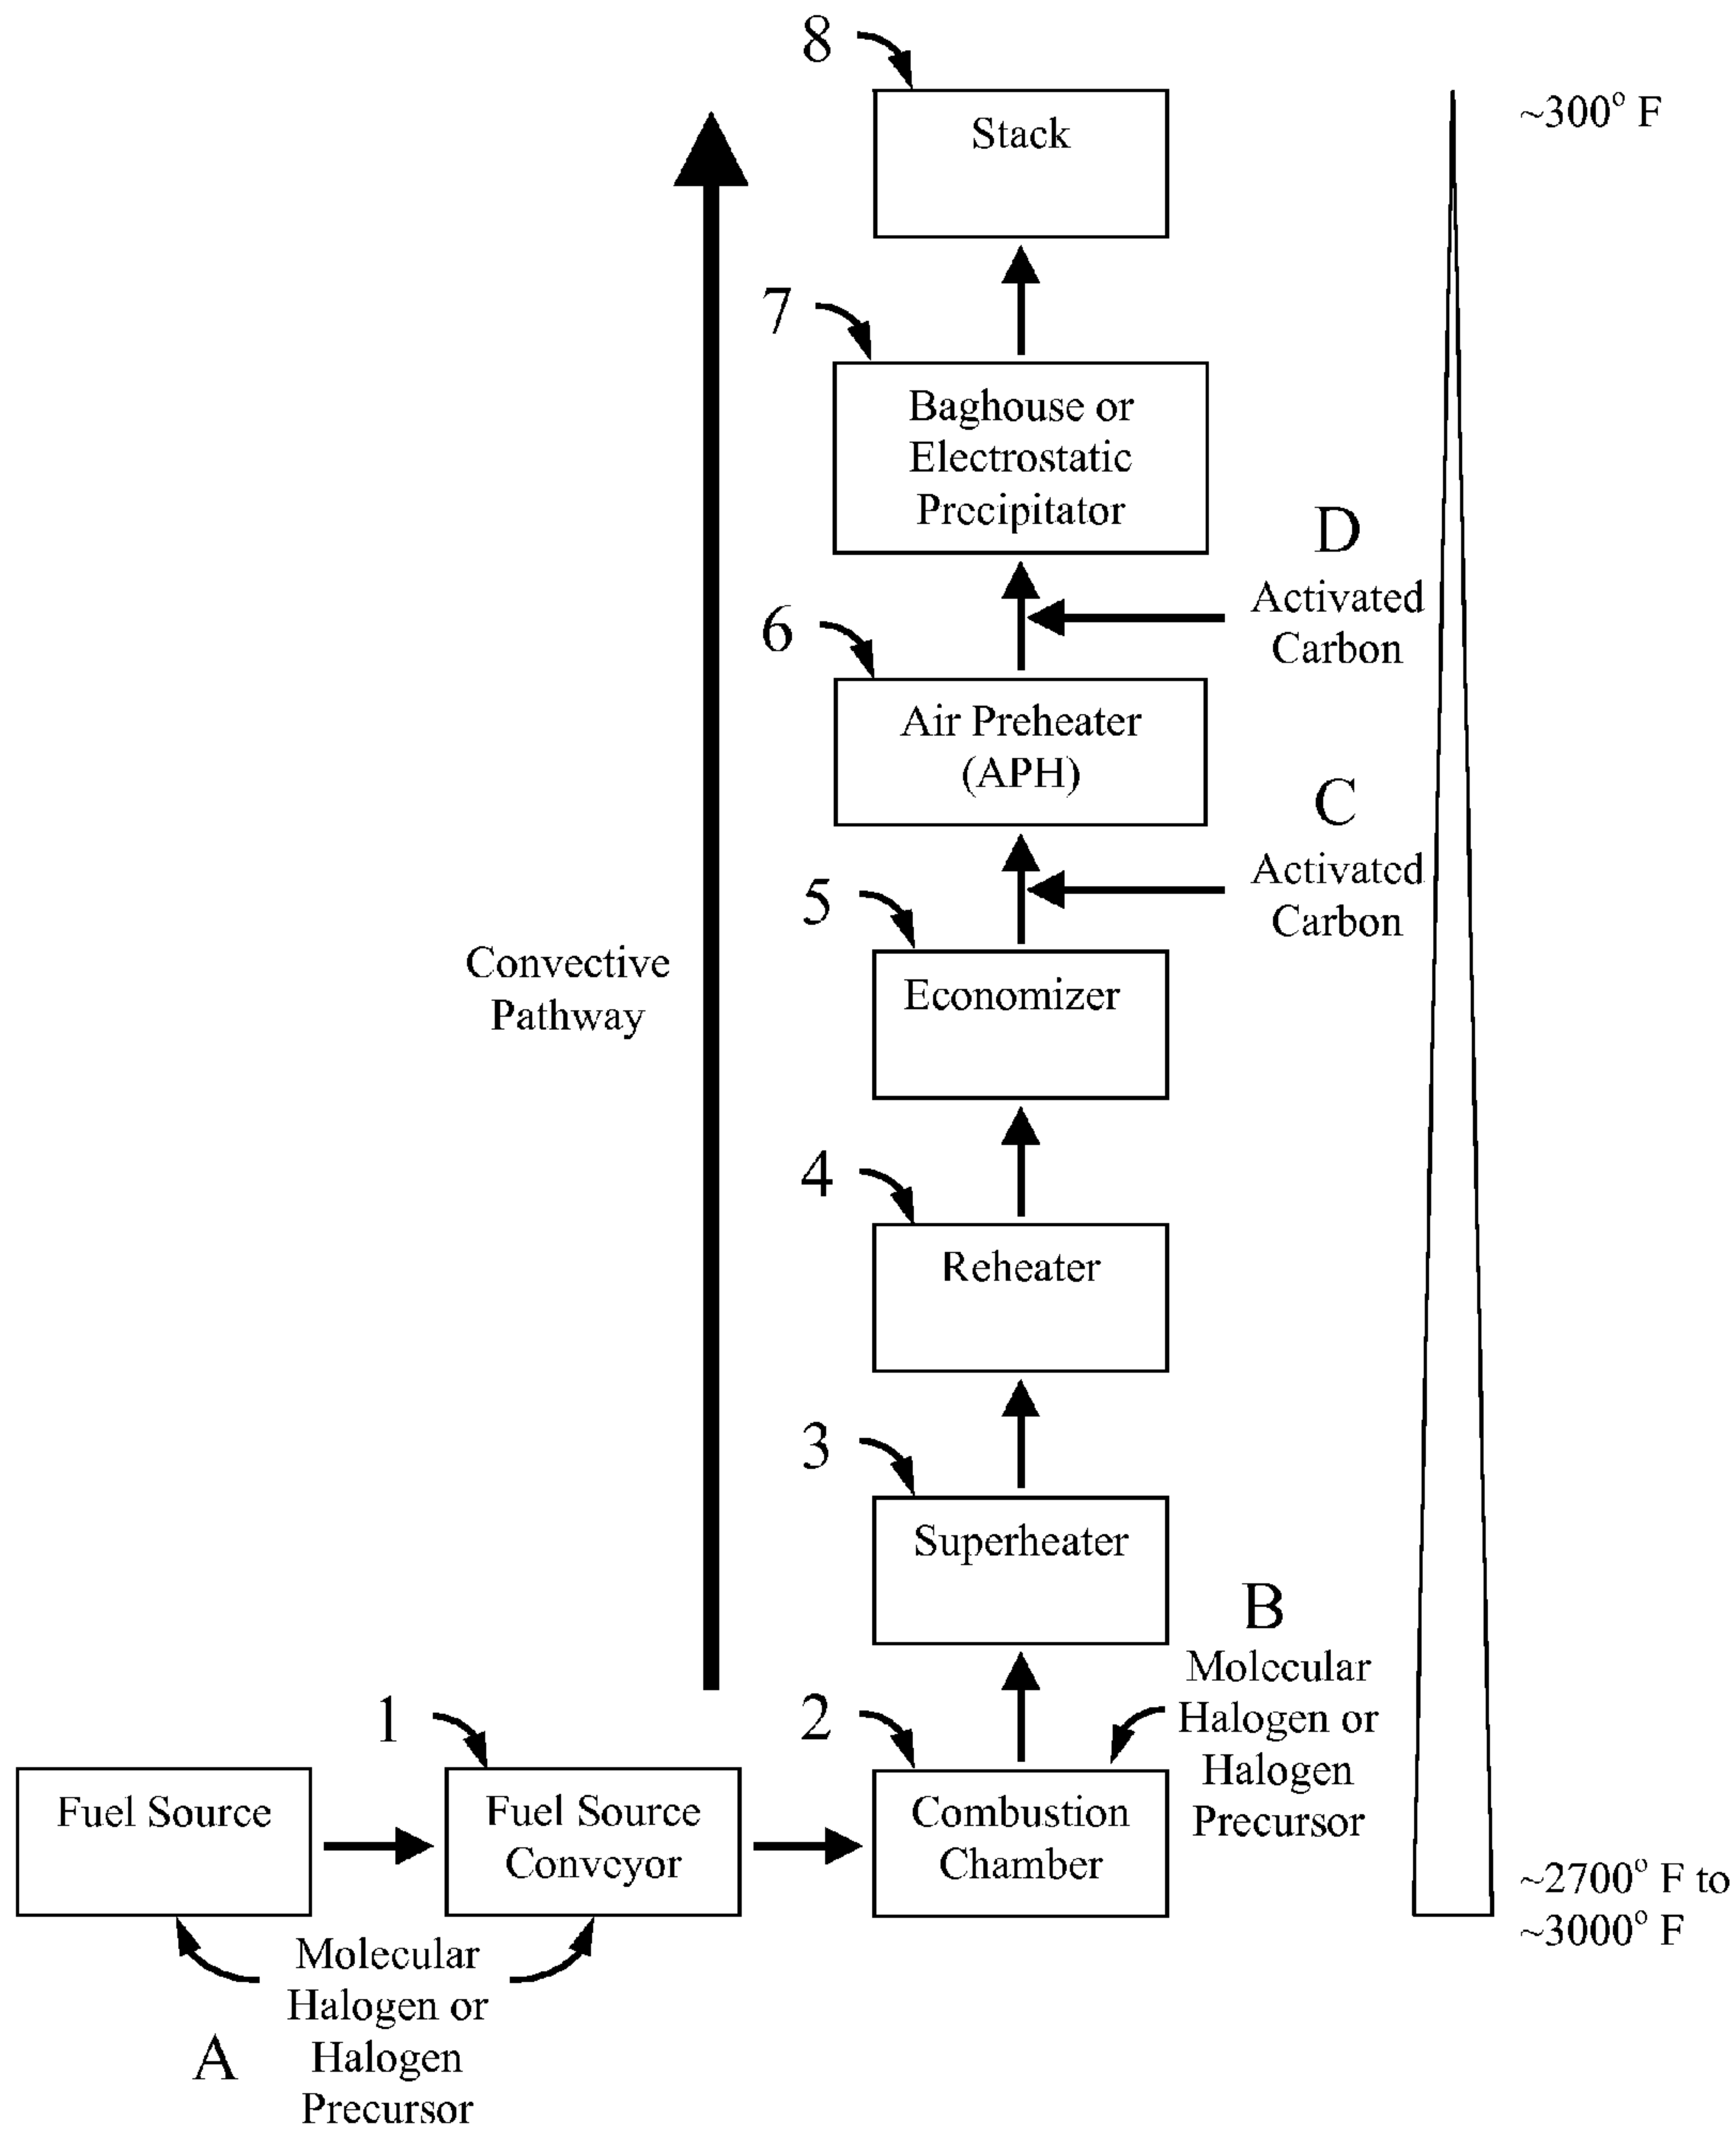 8
Stack
~300° F
7
Baghouse or
Electrostatic
Precipitator
D
Activated
Carbon
6
Air Preheater
(APH)
C
Activated
Carbon
5
Economizer
Convective
Pathway
4
Reheater
3
Superheater
B
Molecular
Halogen or
Halogen
Precursor
1
2
Fuel Source
Fuel Source
Conveyor
Combustion
Chamber
~2700° F to
~3000° F
Molecular
Halogen or
Halogen
Precursor
A